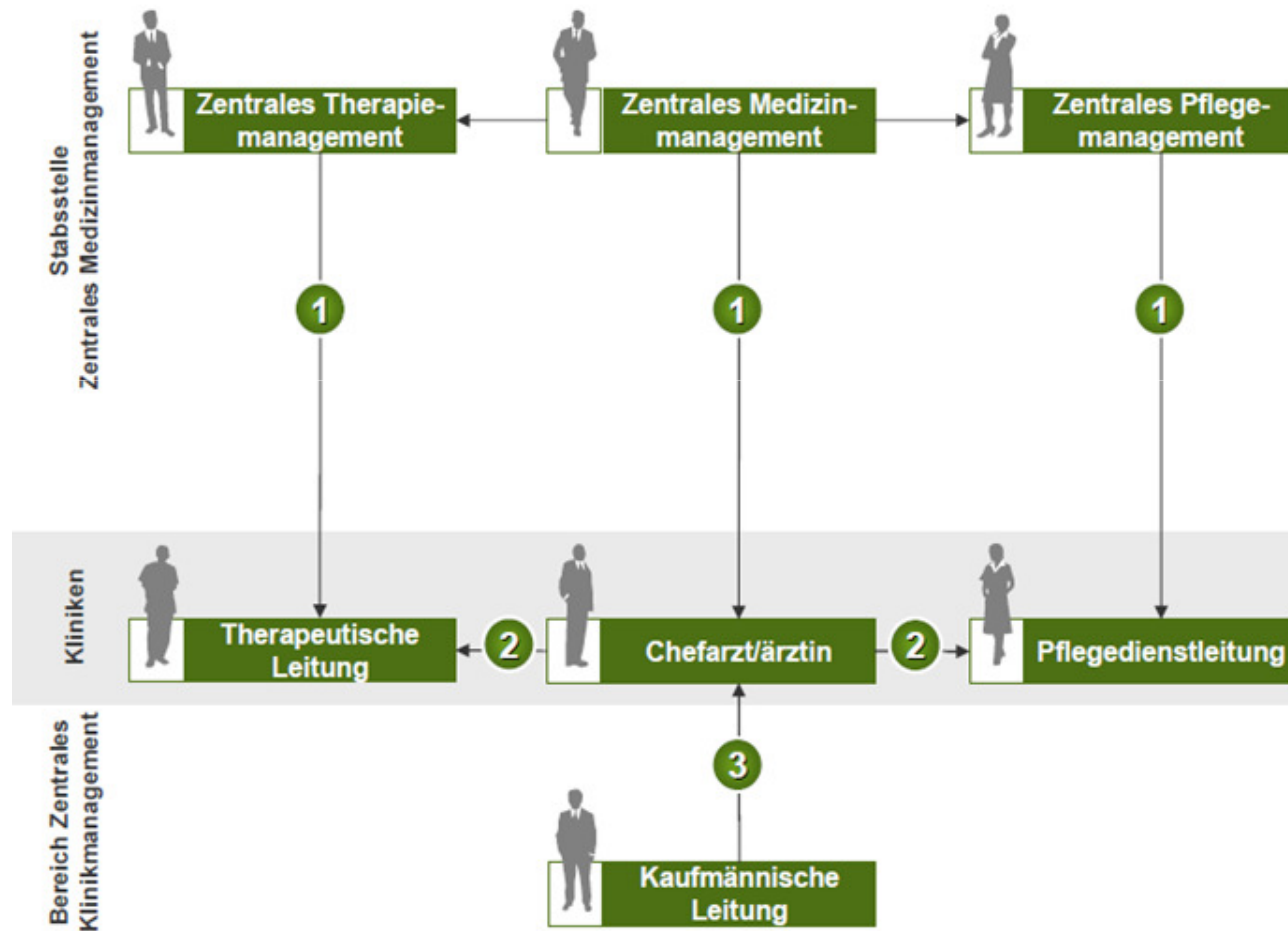 Stabsstelle
Zentrales Medizinmanagement
Zentrales Therapie-
management
Zentrales Medizin-
management
Zentrales Pflege-
management
1
1
1
Kliniken
Therapeutische
Leitung
2
Chefarzt/ärztin
2
Pflegedienstleitung
Bereich Zentrales
Klinikmanagement
3
Kaufmännische
Leitung